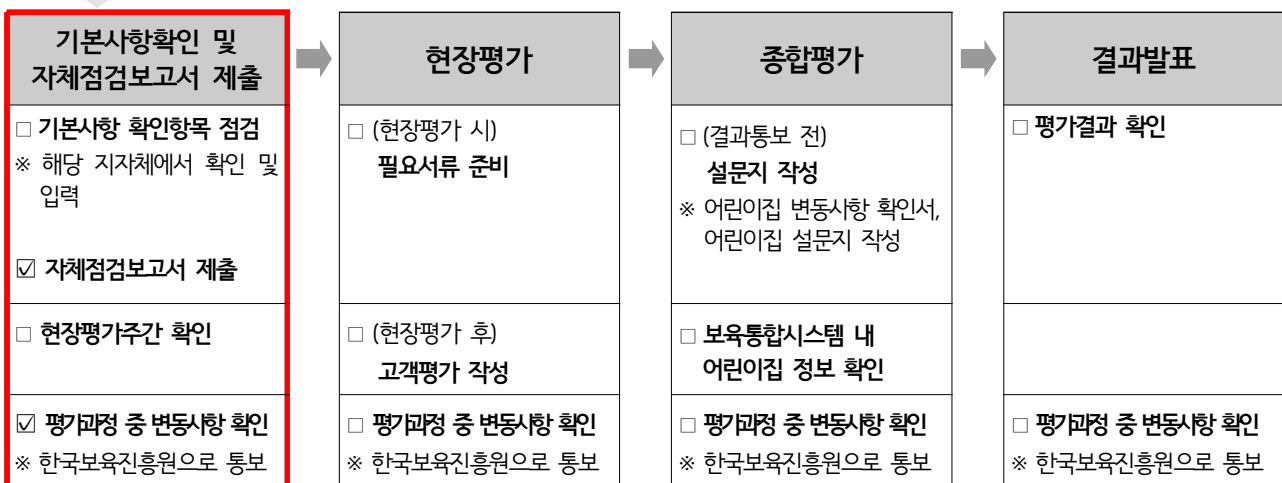 기본사항확인 및
자체점검보고서 제출
□ 기본사항 확인항목 점검
※ 해당 지자체에서 확인 및
입력
☑ 자체점검보고서 제출
□ 현장평가주간 확인
☑ 평가과정 중 변동사항 확인
※ 한국보육진흥원으로 통보
현장평가
□ (현장평가 시)
필요서류 준비
□ (현장평가 후)
고객평가 작성
□ 평가과정 중 변동사항 확인
※ 한국보육진흥원으로 통보
종합평가
□ (결과통보 전)
설문지 작성
※ 어린이집 변동사항 확인서,
어린이집 설문지 작성
□ 보육통합시스템 내
어린이집 정보 확인
□ 평가과정 중 변동사항 확인
※ 한국보육진흥원으로 통보
결과발표
□ 평가결과 확인
□ 평가과정 중 변동사항 확인
※ 한국보육진흥원으로 통보